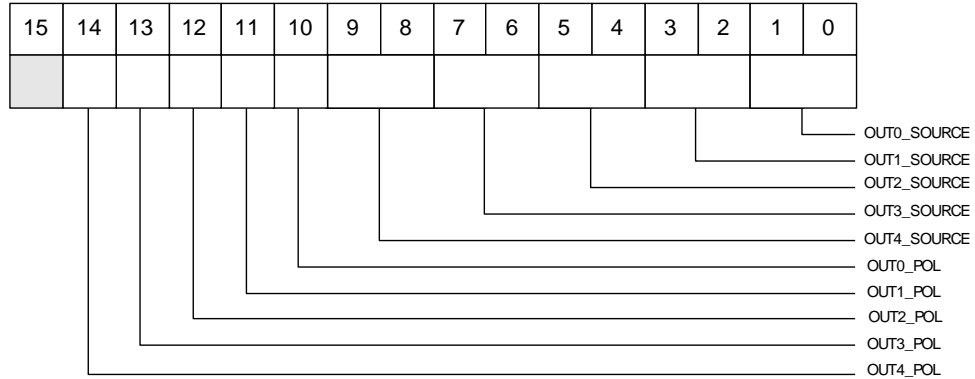 15 14 13 12 11 10 9 8 7 6 5 4 3 2 1 0
OUT0_SOURCE
OUT1_SOURCE
OUT2_SOURCE
OUT3_SOURCE
OUT4_SOURCE
OUT0_POL
OUT1_POL
OUT2_POL
OUT3_POL
OUT4_POL